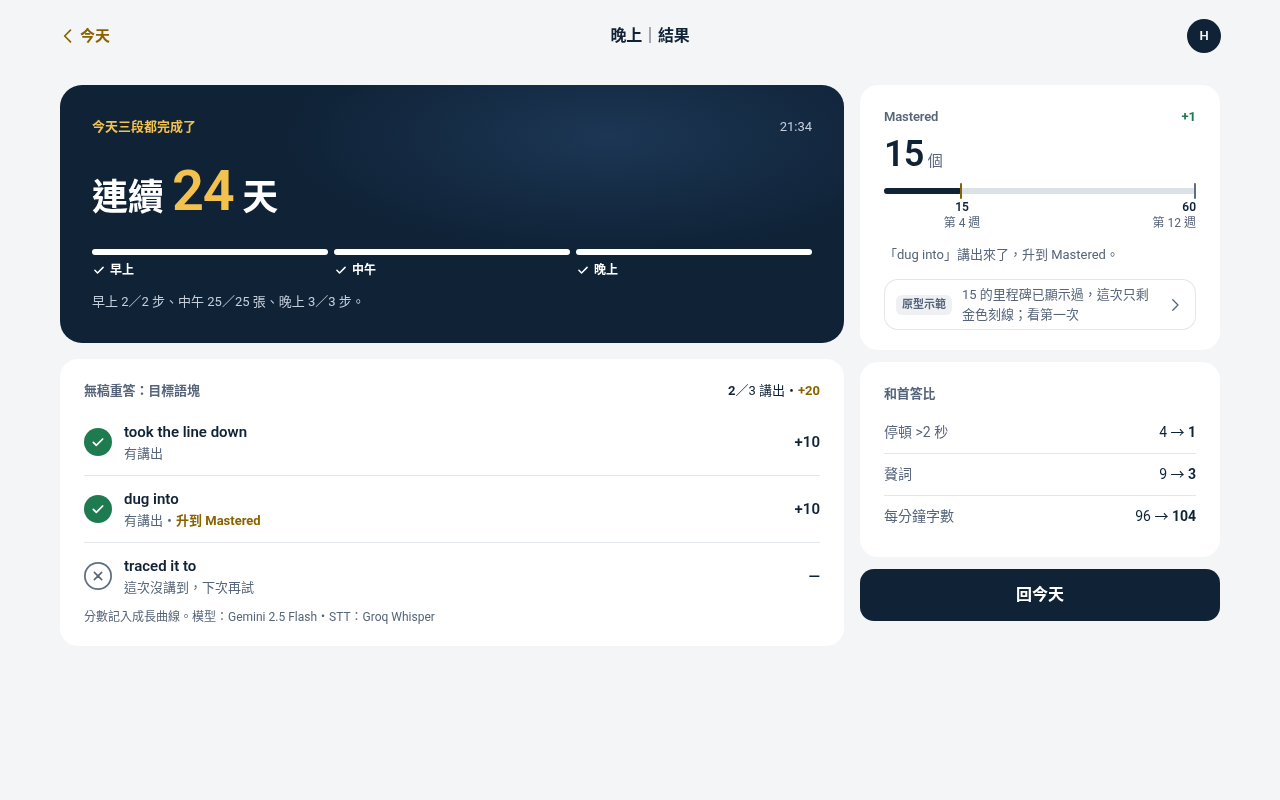 今天
晚上｜結果
H
今天三段都完成了
21:34
連續 24 天
早上
中午
晚上
早上 2／2 步、中午 25／25 張、晚上 3／3 步。
無稿重答：目標語塊
2／3 講出・+20
took the line down
有講出
+10
dug into
有講出・升到 Mastered
+10
traced it to
這次沒講到，下次再試
—
分數記入成長曲線。模型：Gemini 2.5 Flash・STT：Groq Whisper
Mastered
+1
15 個
15
60
第 4 週
第 12 週
「dug into」講出來了，升到 Mastered。
原型示範
15 的里程碑已顯示過，這次只剩
金色刻線；看第一次
和首答比
停頓 >2 秒
4 → 1
贅詞
9 → 3
每分鐘字數
96 → 104
回今天